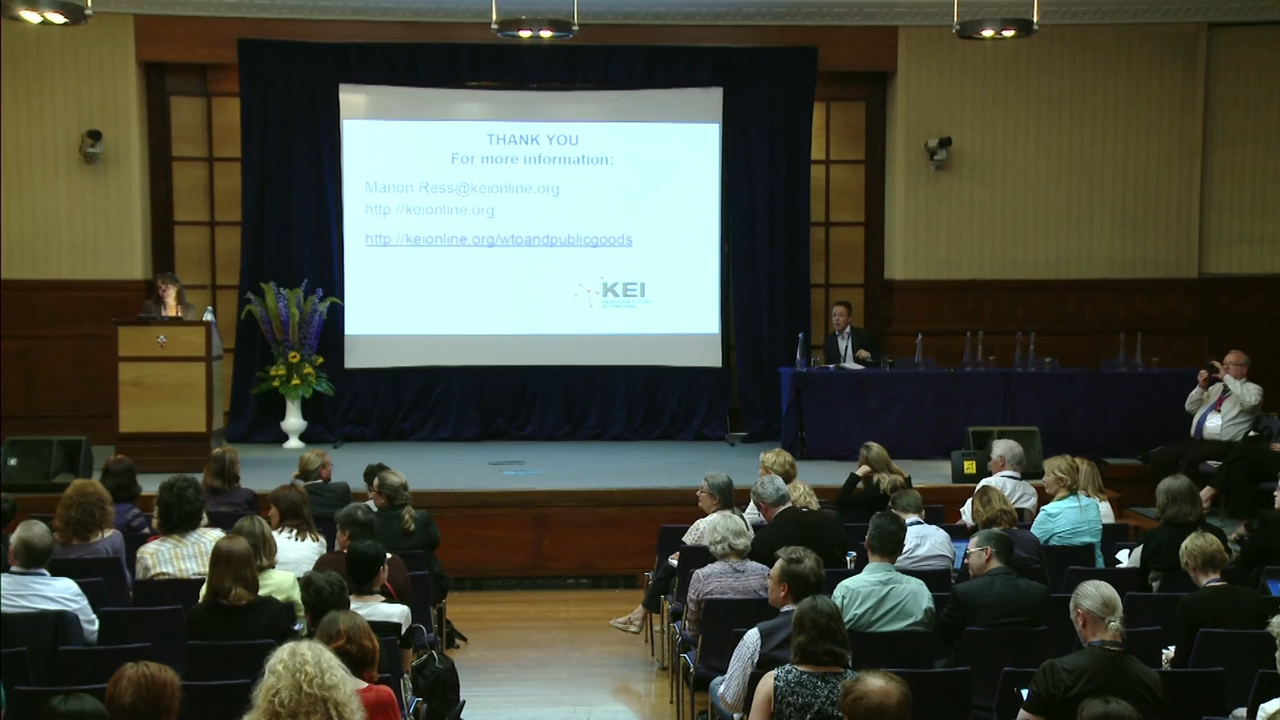 THANK YOU
For more information:
Manon.Ress@keionline.org
http://keionline.org
http://keionline.org/wtoandpublicgoods
KEI